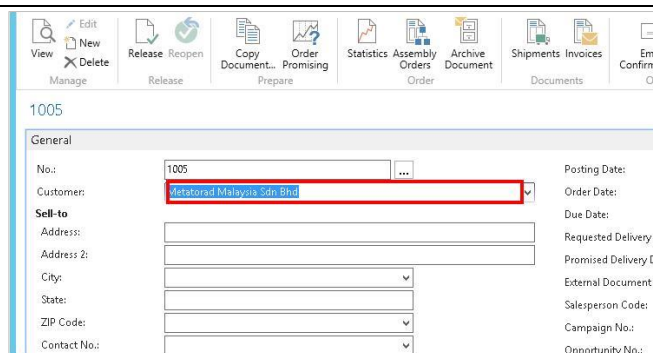 Edit
New
Delete
View
Release
Reopen
Copy
Document...
Order
Promising
Statistics
Assembly
Orders
Archive
Document
Shipments
Invoices
Manage
Release
Prepare
Order
Documents
1005
General
No.:
1005
...
Posting Date:
Customer:
Metatorad Malaysia Sdn Bhd
Order Date:
Sell-to
Due Date:
Address:
Requested Delivery
Address 2:
Promised Delivery
City:
External Document
State:
Salesperson Code:
ZIP Code:
Campaign No.:
Contact No.:
Opportunity No.: